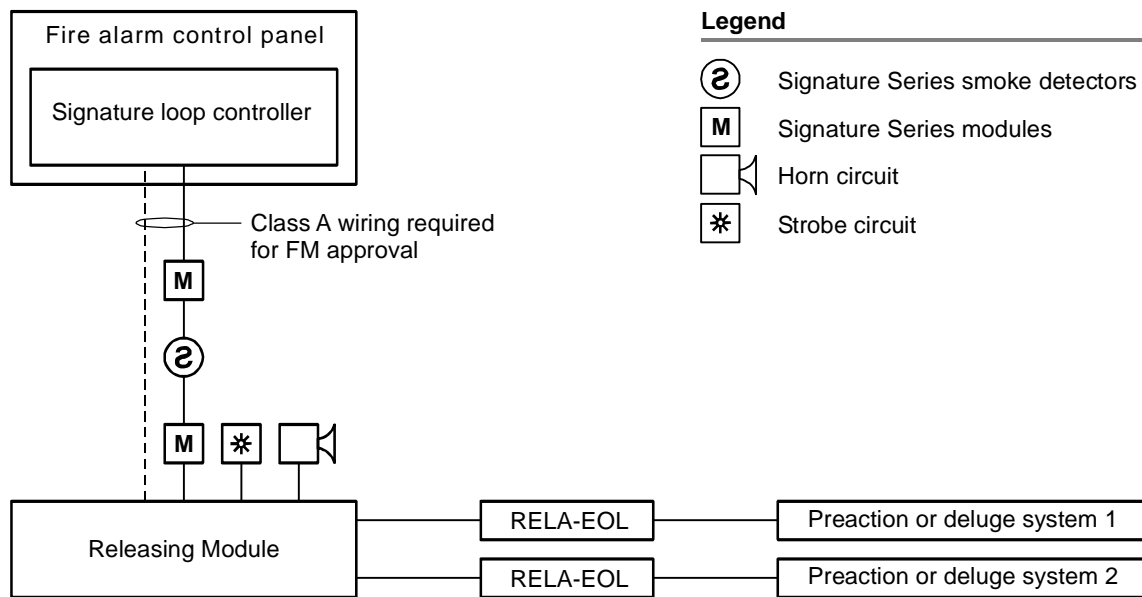 Fire alarm control panel
Signature loop controller
Class A wiring required
for FM approval
M
S
M
Releasing Module
RELA-EOL
Preaction or deluge system 1
RELA-EOL
Preaction or deluge system 2
Legend
S Signature Series smoke detectors
M Signature Series modules
Horn circuit
Strobe circuit